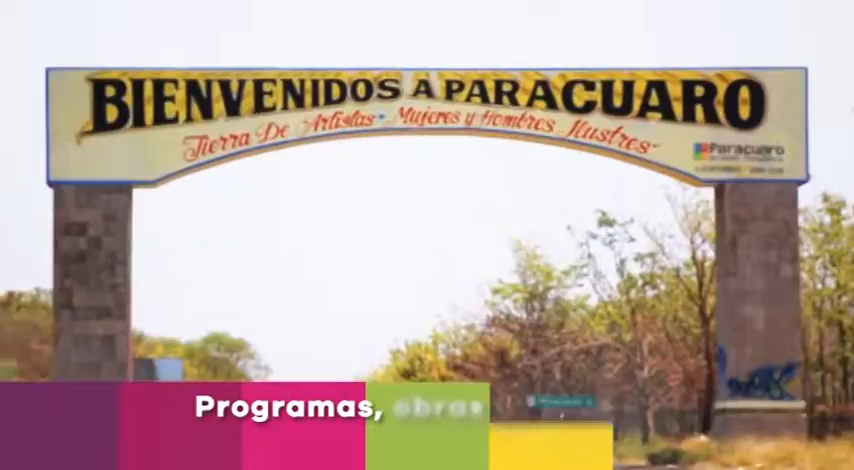 BIENVENIDOS A PARACUARO
Tierra De Artistas - Mujeres y Hombres Ilustres -
Paracuaro
Programas, obras